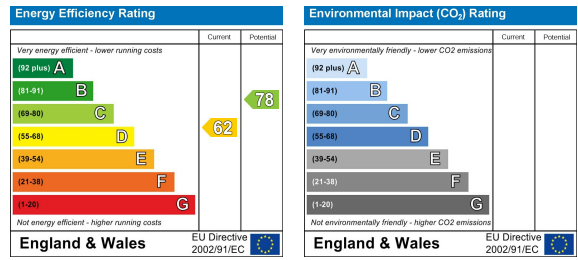 Energy Efficiency Rating
Current Potential
Very energy efficient - lower running costs
(92 plus) A
(81-91) B
78
(69-80) C
(55-68) D
62
(39-54) E
(21-38) F
(1-20) G
Not energy efficient - higher running costs
England & Wales
EU Directive
2002/91/EC
Environmental Impact (CO2) Rating
Current Potential
Very environmentally friendly - lower CO2 emissions
(92 plus) A
(81-91) B
(69-80) C
(55-68) D
(39-54) E
(21-38) F
(1-20) G
Not environmentally friendly - higher CO2 emissions
England & Wales
EU Directive
2002/91/EC